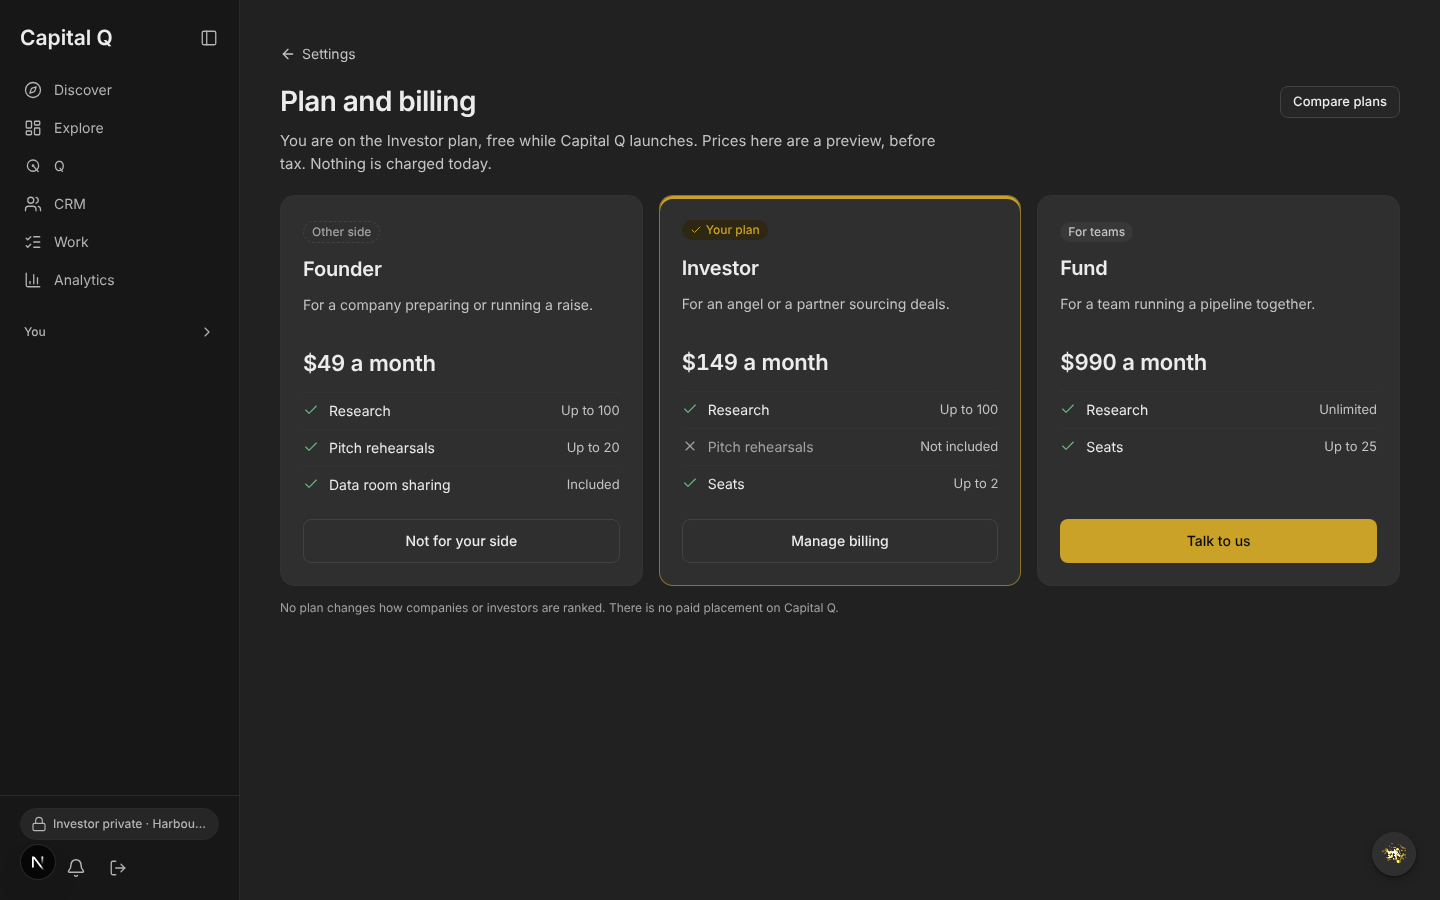 Capital Q
Discover
Explore
Q
CRM
Work
Analytics
You
Investor private · Harbou...
N
Settings
Plan and billing
Compare plans
You are on the Investor plan, free while Capital Q launches. Prices here are a preview, before
tax. Nothing is charged today.
Other side
Founder
For a company preparing or running a raise.
$49 a month
Research Up to 100
Pitch rehearsals Up to 20
Data room sharing Included
Not for your side
Your plan
Investor
For an angel or a partner sourcing deals.
$149 a month
Research Up to 100
Pitch rehearsals Not included
Seats Up to 2
Manage billing
For teams
Fund
For a team running a pipeline together.
$990 a month
Research Unlimited
Seats Up to 25
Talk to us
No plan changes how companies or investors are ranked. There is no paid placement on Capital Q.